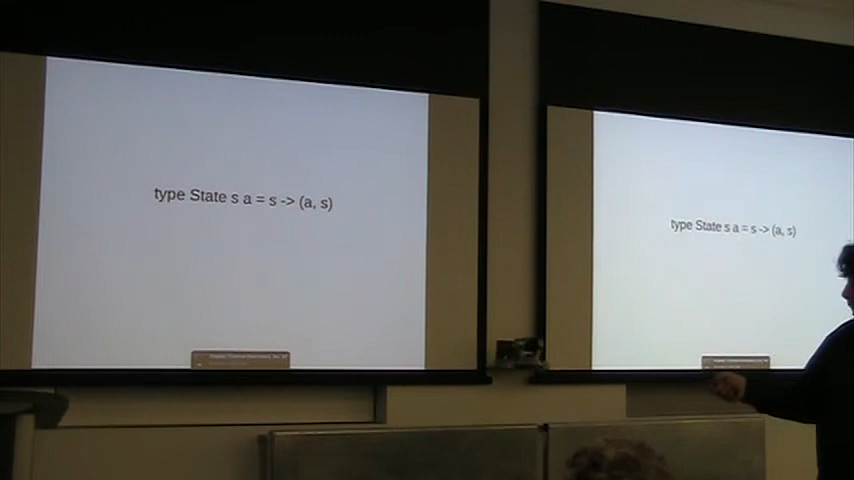 type State s a = s -> (a, s)
type State s a = s -> (a, s)